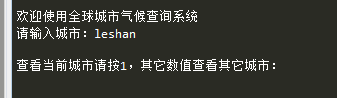 欢迎使用全球城市气候查询系统
请输入城市：leshan
查看当前城市请按1，其它数值查看其它城市：